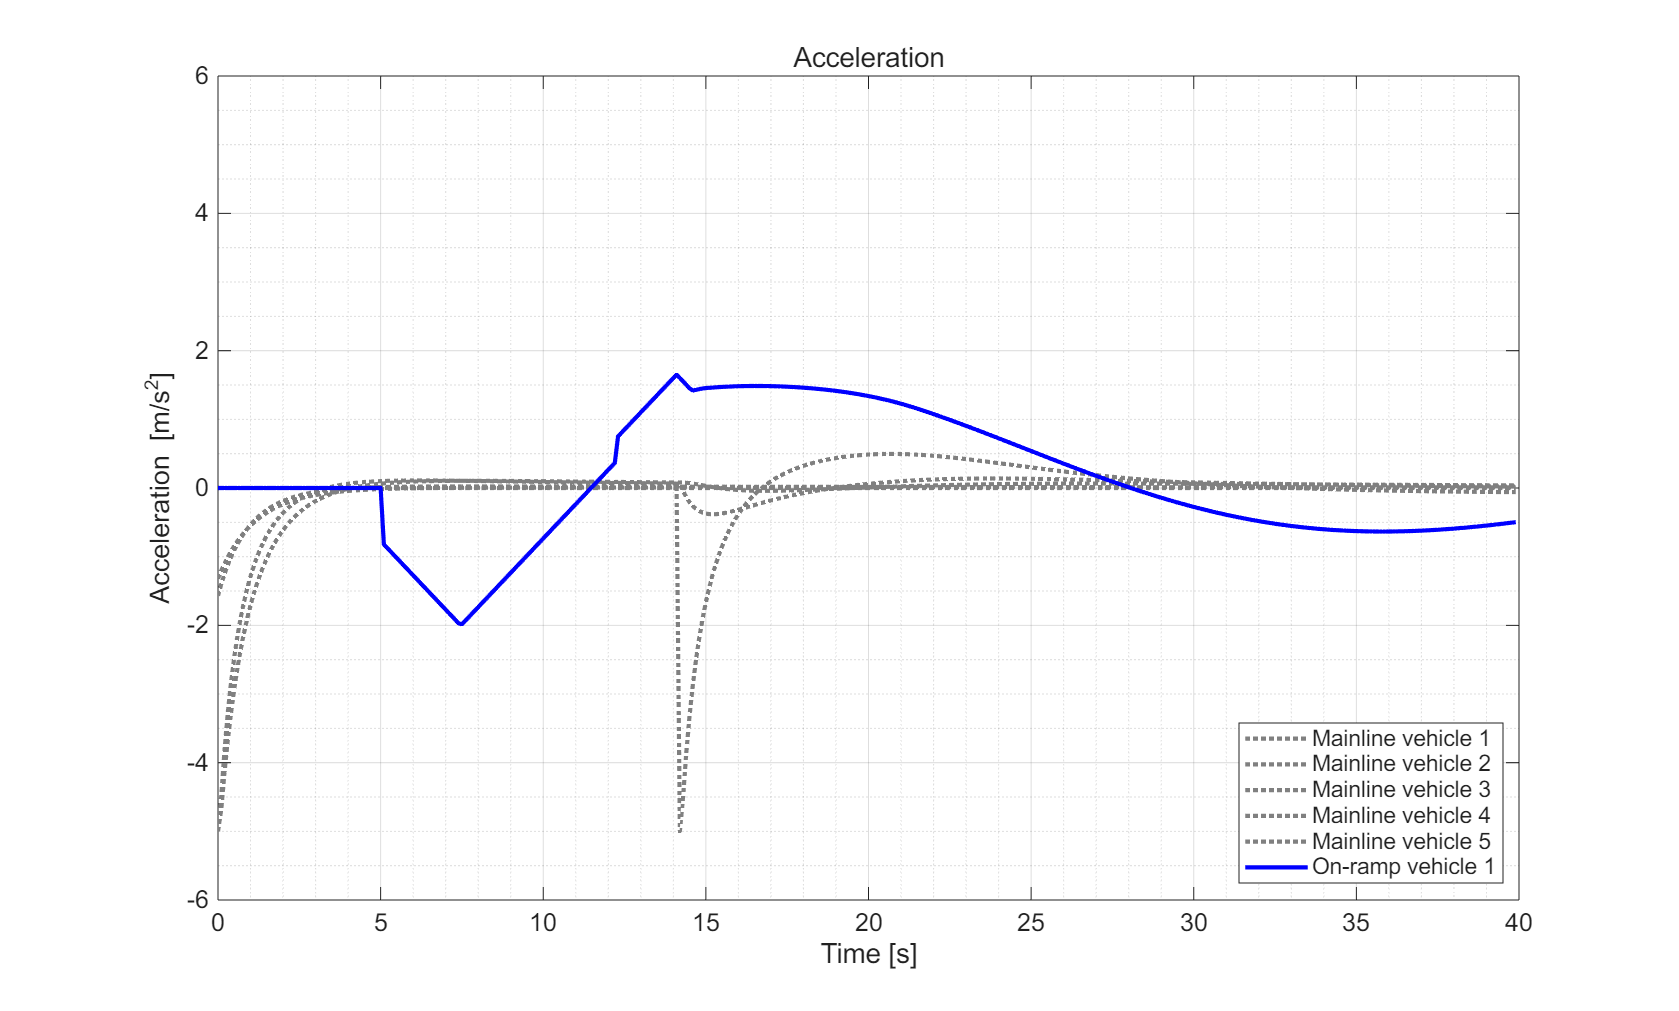 Acceleration
6
4
2
0
-2
-4
-6
Acceleration [m/s²]
0 5 10 15 20 25 30 35 40
Time [s]
Mainline vehicle 1
Mainline vehicle 2
Mainline vehicle 3
Mainline vehicle 4
Mainline vehicle 5
On-ramp vehicle 1